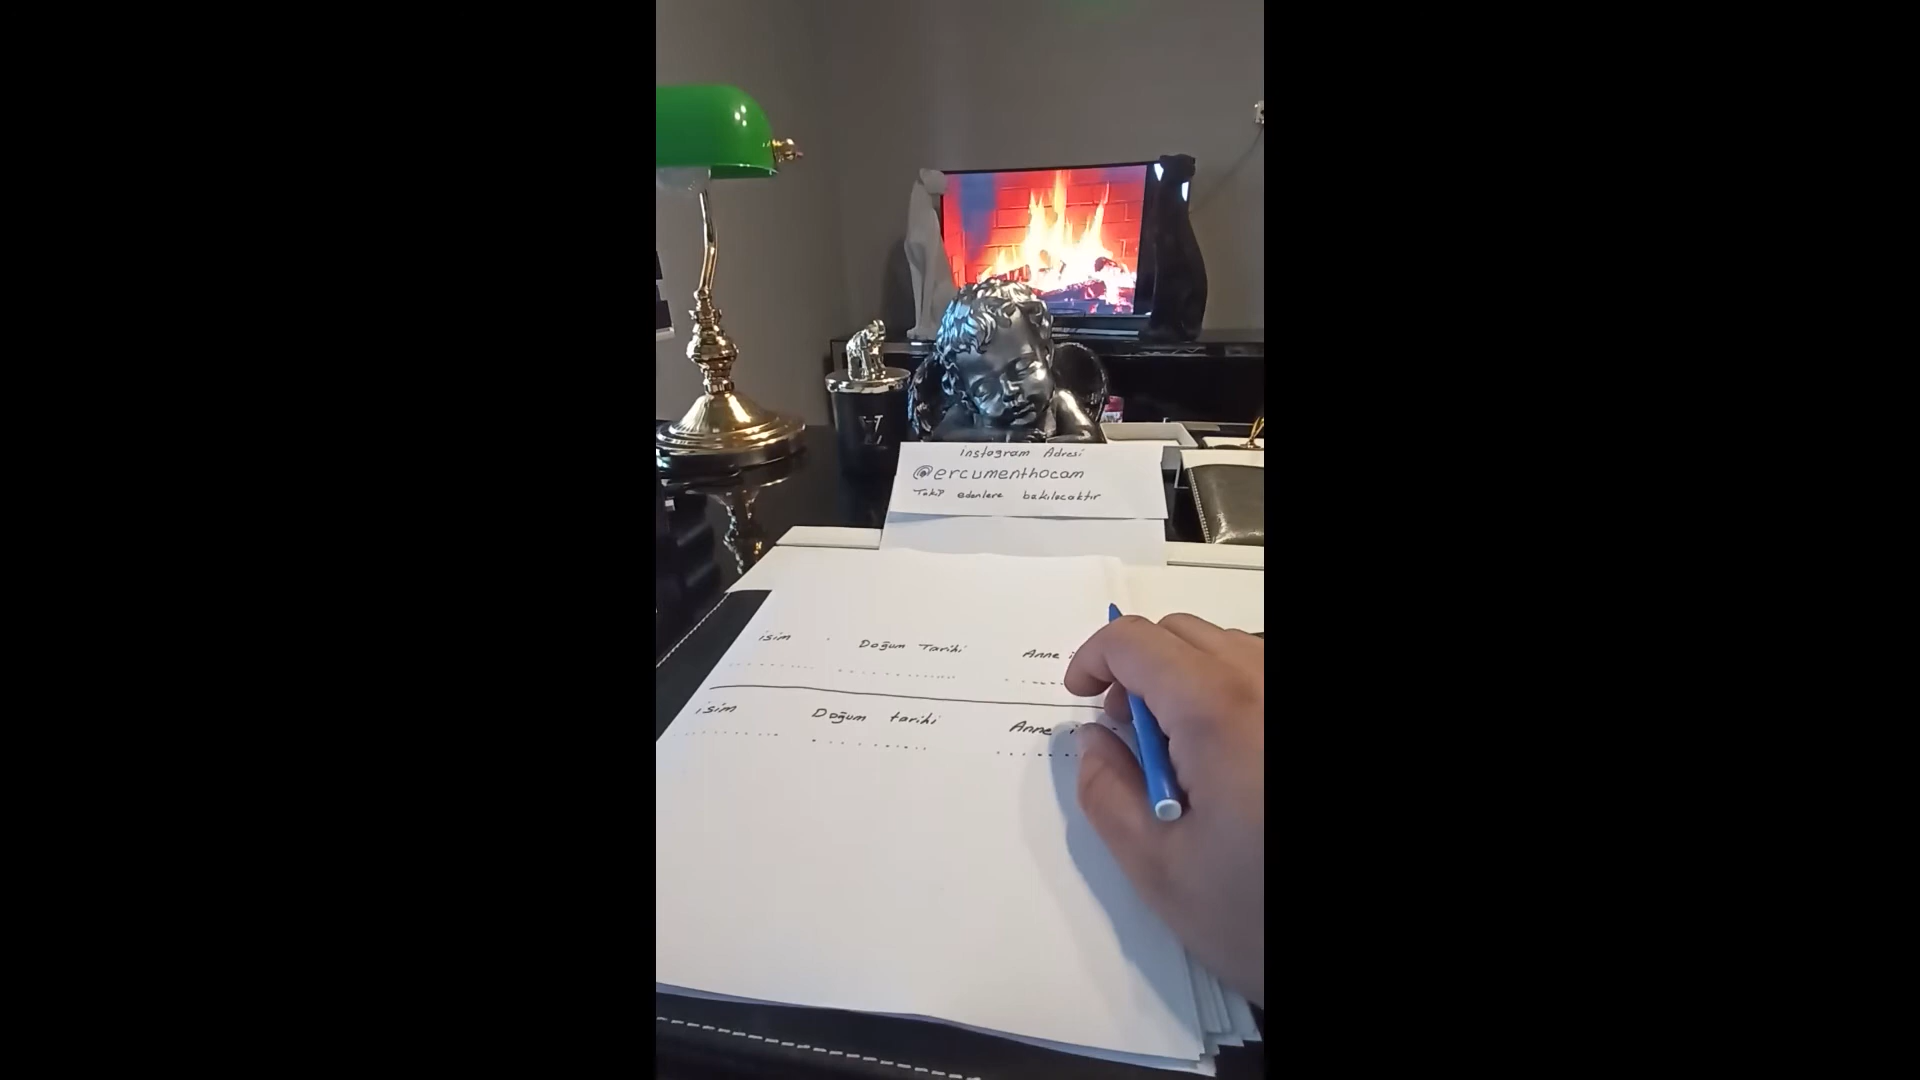 instagram Adresi
@ercumenthocam
Takip edenlere bakılacaktır
isim Doğum Tarihi Anne
isim Doğum tarihi Anne